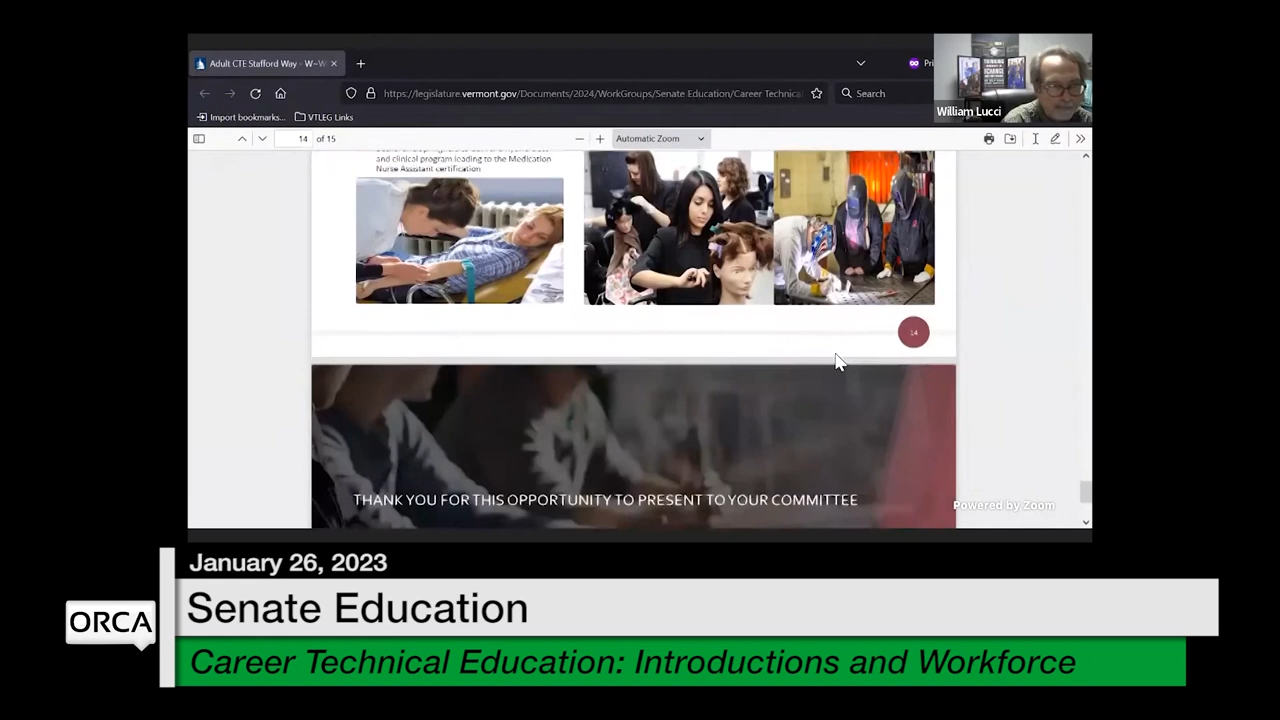 Adult CTE Stafford Way - W-W
Pri
https://legislature.vermont.gov/Documents/2024/WorkGroups/Senate Education/Career Technica
Search
William Lucci
Import bookmarks...
VTLEG Links
14 of 15
Automatic Zoom
and clinical program leading to the Medication
Nurse Assistant certification
14
THANK YOU FOR THIS OPPORTUNITY TO PRESENT TO YOUR COMMITTEE
Powered by Zoom
January 26, 2023
Senate Education
ORCA
Career Technical Education: Introductions and Workforce